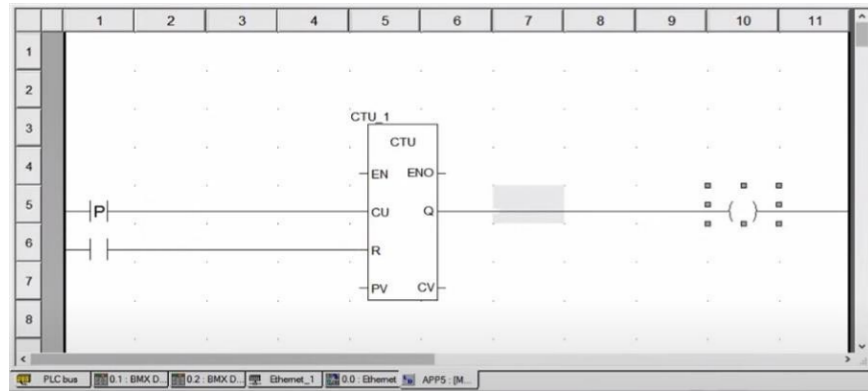 1 2 3 4 5 6 7 8 9 10 11
1
2
3
CTU_1
CTU
4
EN ENO
5
P
CU Q
6
R
7
PV CV
8
PLC bus 0.1 : BMX D... 0.2 : BMX D... Ethernet_1 0.0 : Ethernet APP5 : [M...